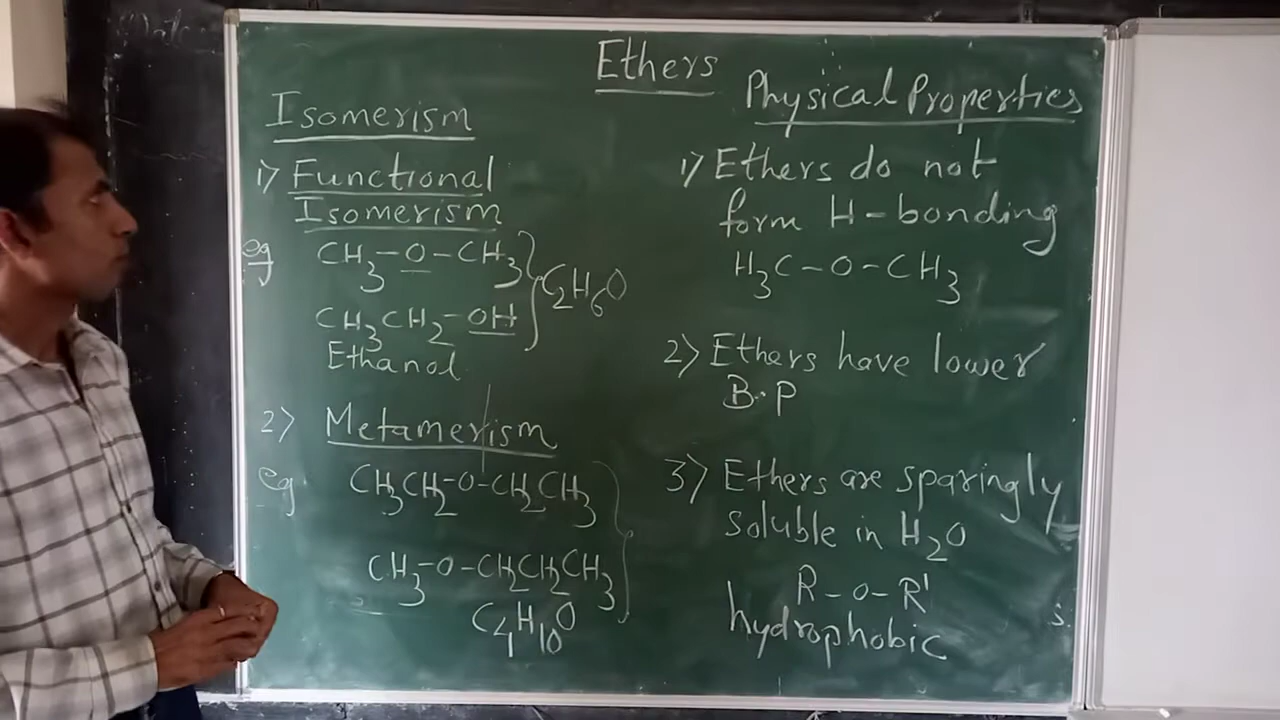 Ethers
Isomerism
1) Functional
Isomerism
eg CH₃-O-CH₃ } C₂H₆O
CH₃CH₂-OH
Ethanol
2) Metamerism
eg CH₃CH₂-O-CH₂CH₃
CH₃-O-CH₂CH₂CH₃
C₄H₁₀O
Physical Properties
1) Ethers do not
form H-bonding
H₃C-O-CH₃
2) Ethers have lower
B.P
3) Ethers are sparingly
soluble in H₂O
R-O-R'
hydrophobic